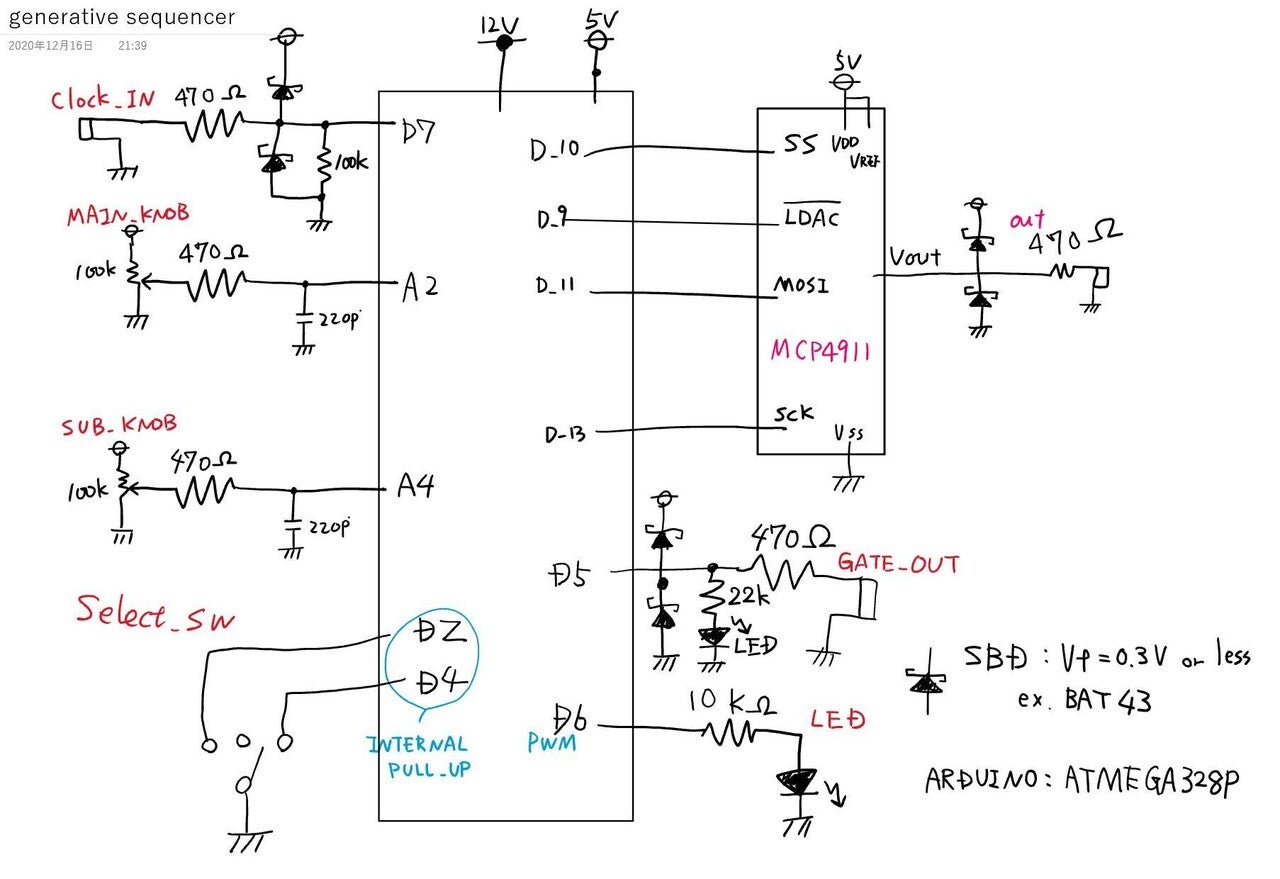 generative sequencer
2020年12月16日 21:39
12V
5V
Clock_IN
470Ω
100k
D7
MAIN_KNOB
100k
470Ω
220p
A2
SUB_KNOB
100k
470Ω
220p
A4
Select_SW
D2
D4
INTERNAL
PULL_UP
D_10
D_9
D_11
D_13
D5
D6
PWM
5V
SS
VDD
VREF
LDAC
MOSI
MCP4911
SCK
Vss
Vout
out
470Ω
470Ω
GATE_OUT
22k
LED
10kΩ
LED
SBD : Vf=0.3V or less
ex. BAT43
ARDUINO: ATMEGA328P